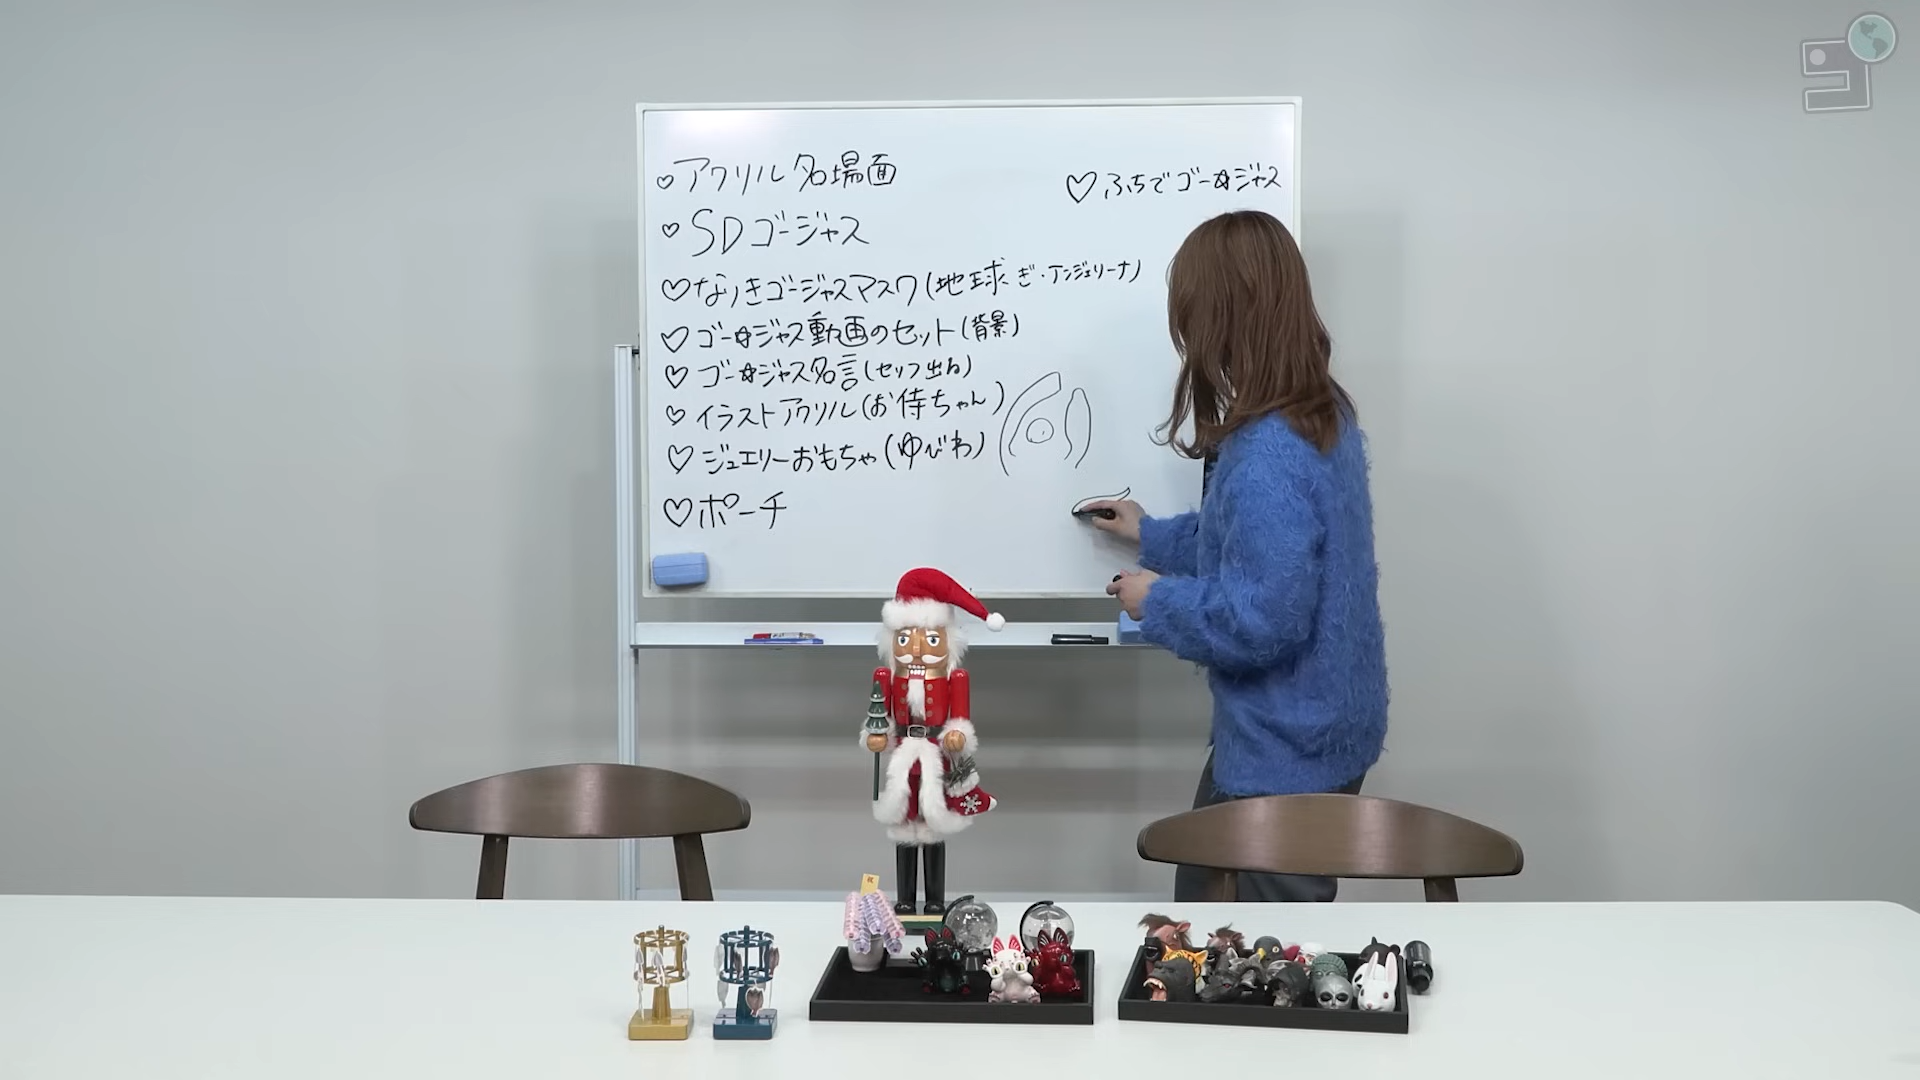 ♡アクリル名場面
♡SDゴージャス
♡なりきゴージャスマスク(地球ぎ・アンジェリーナ)
♡ゴー☆ジャス動画のセット(背景)
♡ゴー☆ジャス名言(セリフ出る)
♡イラストアクリル(お侍ちゃん)
♡ジュエリーおもちゃ(ゆびわ)
♡ポーチ
♡ふちでゴー☆ジャス